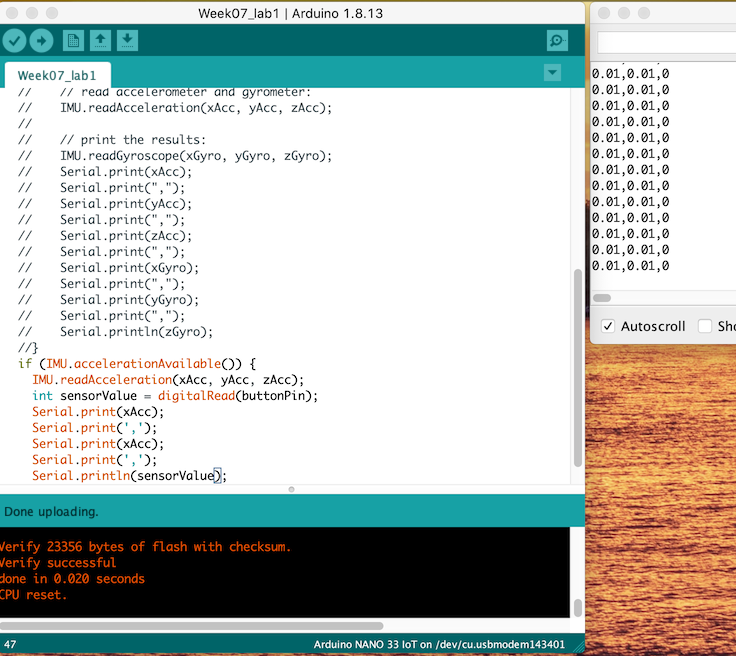 Week07_lab1 | Arduino 1.8.13
Week07_lab1
//    // read accelerometer and gyrometer:
//    IMU.readAcceleration(xAcc, yAcc, zAcc);
//
//    // print the results:
//    IMU.readGyroscope(xGyro, yGyro, zGyro);
//    Serial.print(xAcc);
//    Serial.print(",");
//    Serial.print(yAcc);
//    Serial.print(",");
//    Serial.print(zAcc);
//    Serial.print(",");
//    Serial.print(xGyro);
//    Serial.print(",");
//    Serial.print(yGyro);
//    Serial.print(",");
//    Serial.println(zGyro);
//}
if (IMU.accelerationAvailable()) {
IMU.readAcceleration(xAcc, yAcc, zAcc);
int sensorValue = digitalRead(buttonPin);
Serial.print(xAcc);
Serial.print(',');
Serial.print(xAcc);
Serial.print(',');
Serial.println(sensorValue);
Done uploading.
Verify 23356 bytes of flash with checksum.
Verify successful
done in 0.020 seconds
CPU reset.
47
Arduino NANO 33 IoT on /dev/cu.usbmodem143401
0.01,0.01,0
0.01,0.01,0
0.01,0.01,0
0.01,0.01,0
0.01,0.01,0
0.01,0.01,0
0.01,0.01,0
0.01,0.01,0
0.01,0.01,0
0.01,0.01,0
0.01,0.01,0
0.01,0.01,0
0.01,0.01,0
Autoscroll
Sho